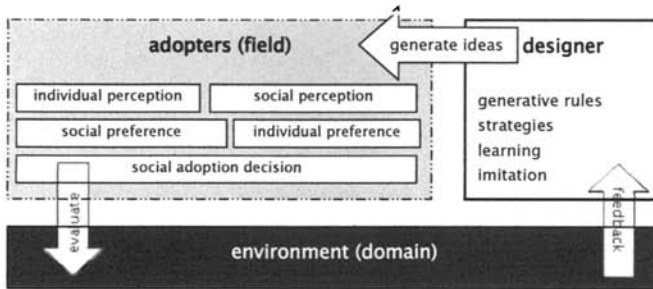 adopters (field)
generate ideas
designer
individual perception
social perception
social preference
individual preference
social adoption decision
generative rules
strategies
learning
imitation
evaluate
feedback
environment (domain)